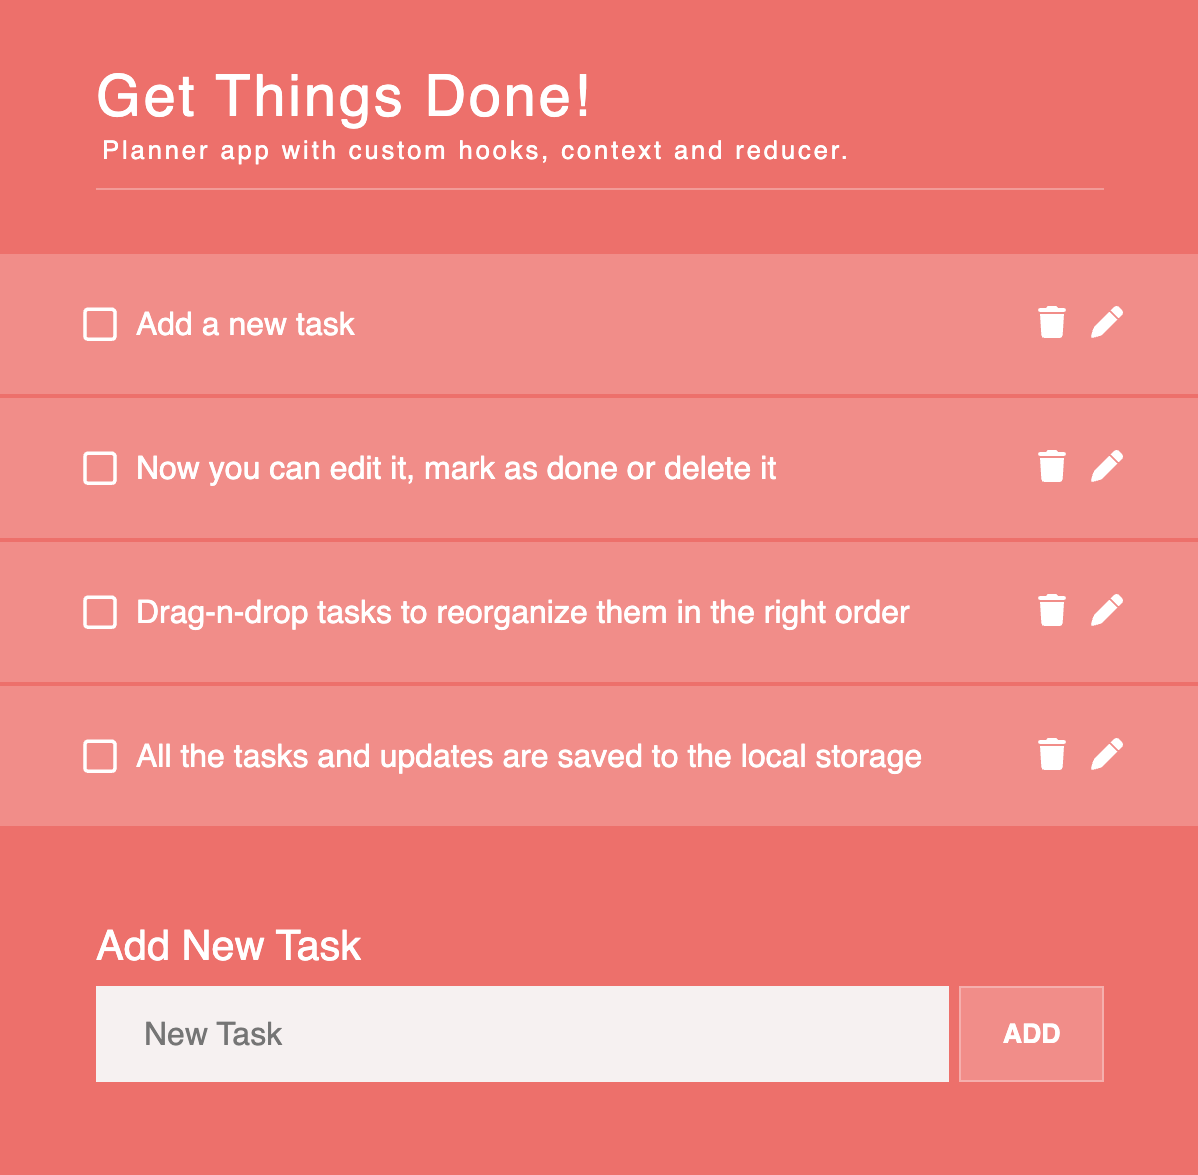 Get Things Done!
Planner app with custom hooks, context and reducer.
Add a new task
Now you can edit it, mark as done or delete it
Drag-n-drop tasks to reorganize them in the right order
All the tasks and updates are saved to the local storage
Add New Task
New Task
ADD